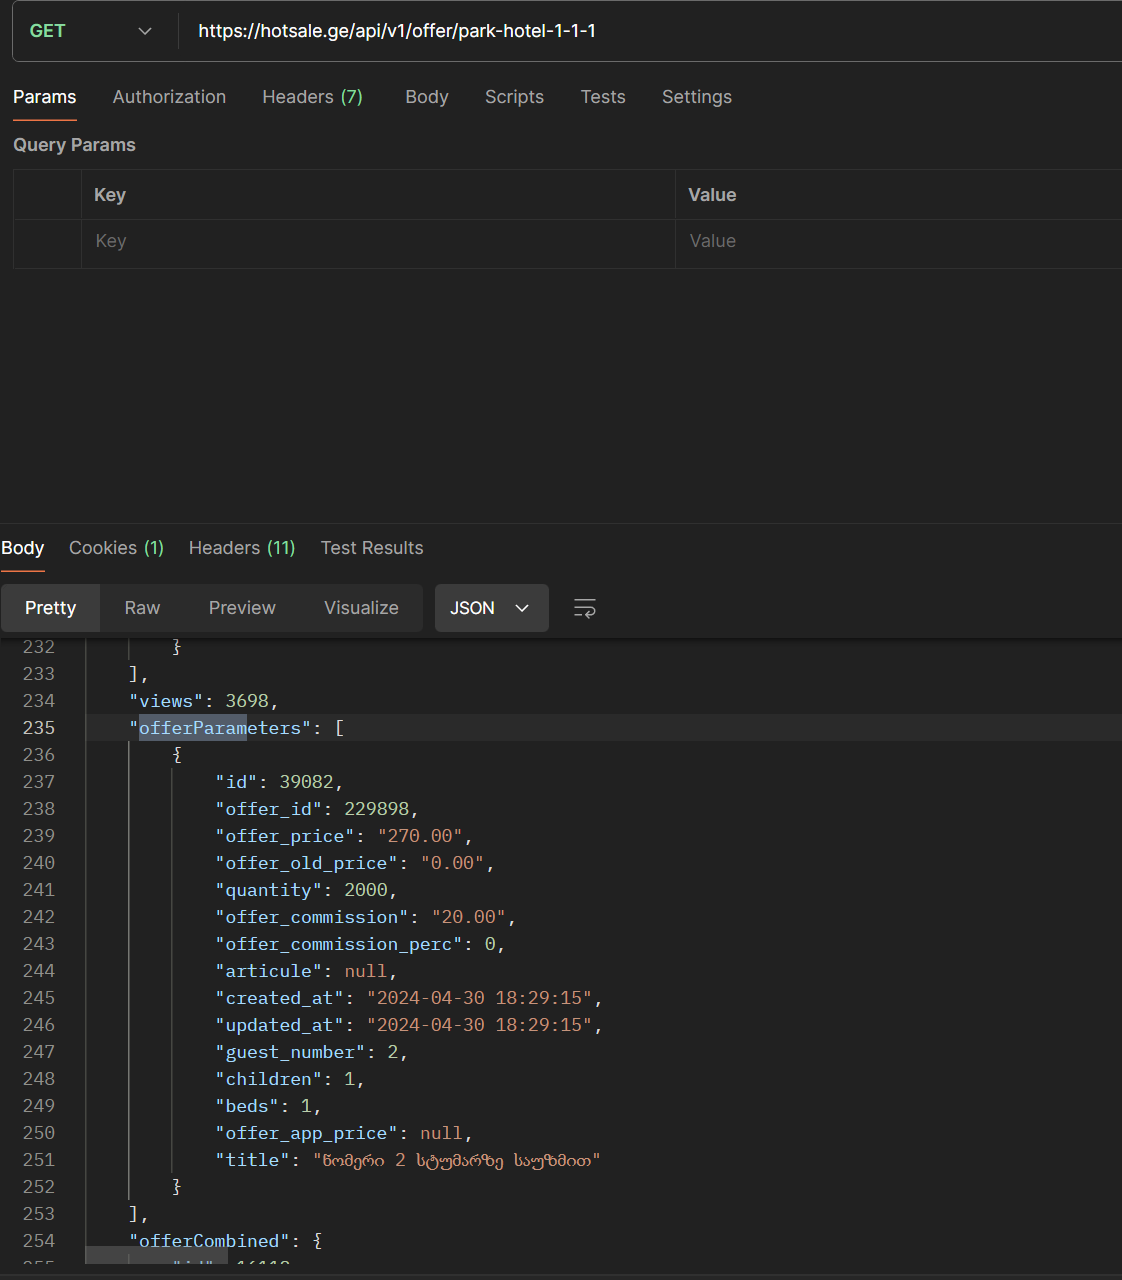 GET https://hotsale.ge/api/v1/offer/park-hotel-1-1-1
Params Authorization Headers (7) Body Scripts Tests Settings
Query Params
Key Value
Key Value
Body Cookies (1) Headers (11) Test Results
Pretty Raw Preview Visualize JSON
232 }
233 ],
234 "views": 3698,
235 "offerParameters": [
236 {
237 "id": 39082,
238 "offer_id": 229898,
239 "offer_price": "270.00",
240 "offer_old_price": "0.00",
241 "quantity": 2000,
242 "offer_commission": "20.00",
243 "offer_commission_perc": 0,
244 "articule": null,
245 "created_at": "2024-04-30 18:29:15",
246 "updated_at": "2024-04-30 18:29:15",
247 "guest_number": 2,
248 "children": 1,
249 "beds": 1,
250 "offer_app_price": null,
251 "title": "ნომერი 2 სტუმარზე საუზმით"
252 }
253 ],
254 "offerCombined": {